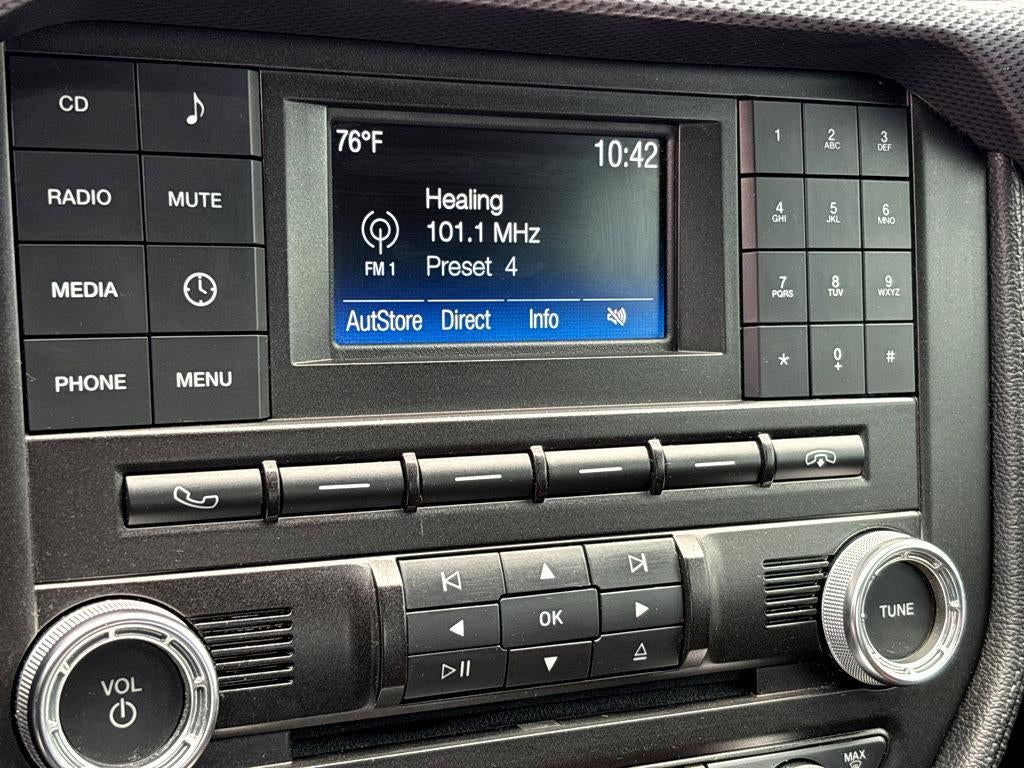 CD
RADIO
MUTE
MEDIA
PHONE
MENU
76°F
10:42
Healing
101.1 MHz
FM 1
Preset 4
AutStore Direct Info
1
2
ABC
3
DEF
4
GHI
5
JKL
6
MNO
7
PQRS
8
TUV
9
WXYZ
*
0
+
#
OK
VOL
TUNE
MAX